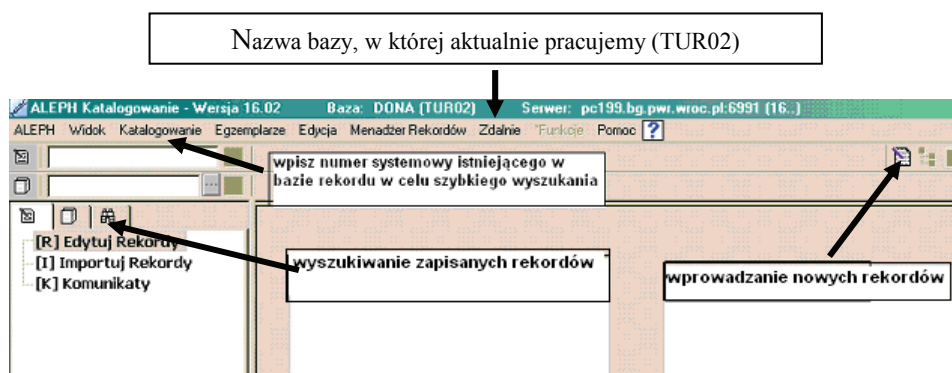 Nazwa bazy, w której aktualnie pracujemy (TUR02)
ALEPH Katalogowanie - Wersja 16.02 Baza: DONA (TUR02) Serwer: pc199.bg.pwr.wroc.pl:6991 (16..)
ALEPH Widok Katalogowanie Egzemplarze Edycja Menadżer Rekordów Zdalnie "Funkcje Pomoc ?
wpisz numer systemowy istniejącego w
bazie rekordu w celu szybkiego wyszukania
[R] Edytuj Rekordy
[I] Importuj Rekordy
[K] Komunikaty
wyszukiwanie zapisanych rekordów
wprowadzanie nowych rekordów